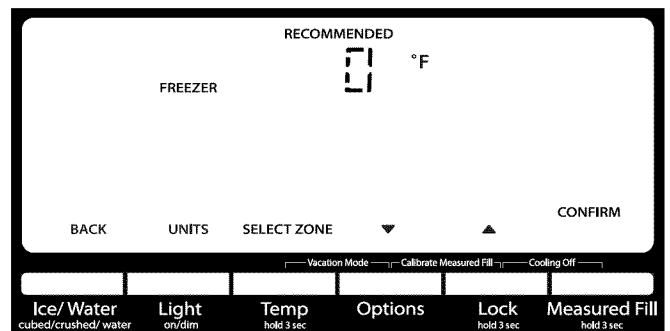 RECOMMENDED
FREEZER 0 °F
CONFIRM
BACK UNITS SELECT ZONE ▼ ▲
Vacation Mode Calibrate Measured Fill Cooling Off
Ice/ Water Light Temp Options Lock Measured Fill
cubed/crushed/ water on/dim hold 3 sec hold 3 sec hold 3 sec